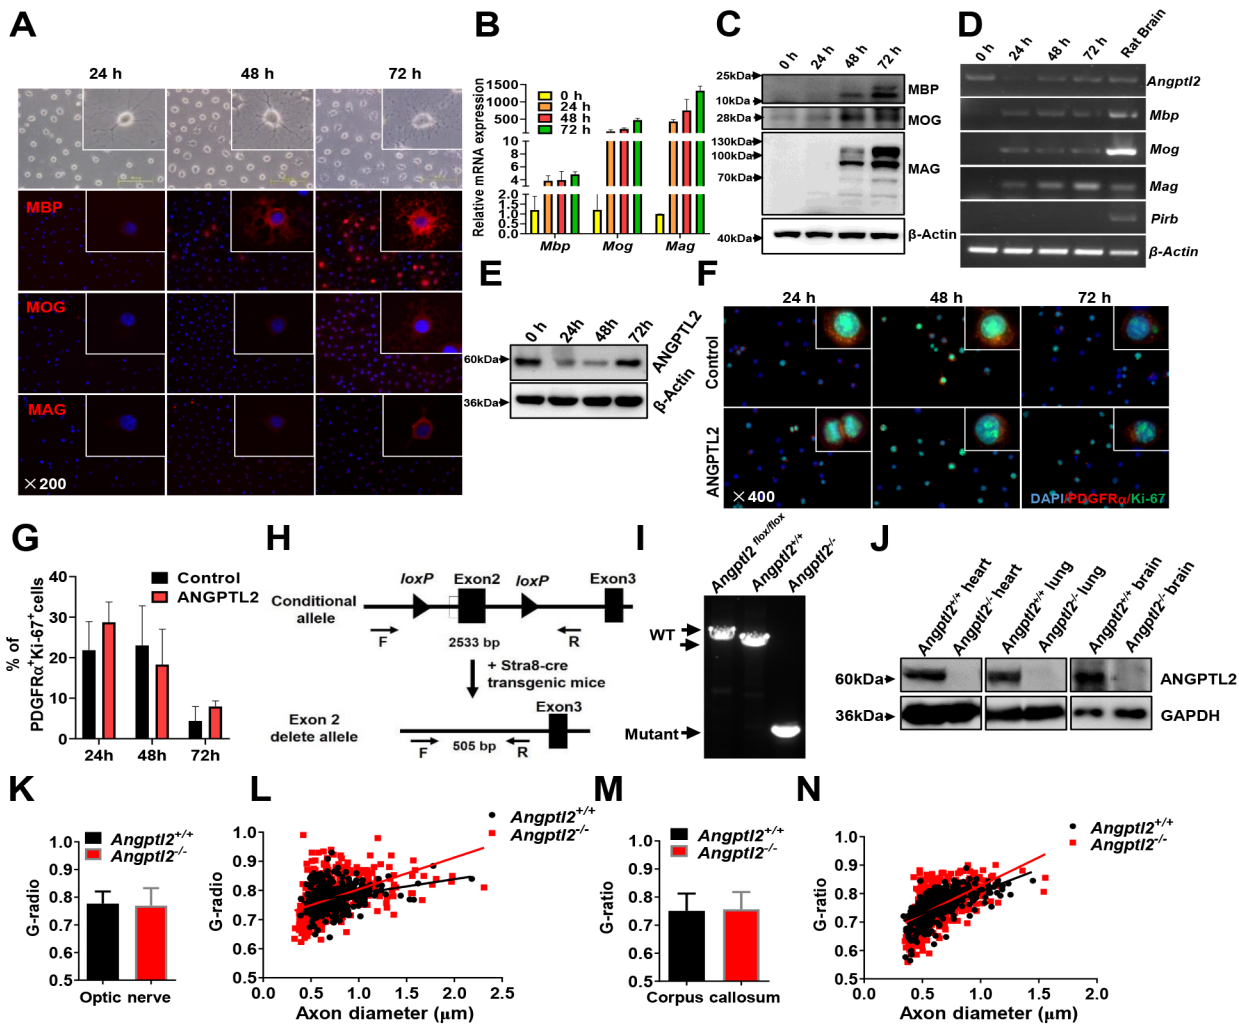 A
24 h 48 h 72 h
MBP
MOG
MAG
×200
B
Relative mRNA expression
1500
1000
500
10
8
6
4
2.0
1.5
1.0
0.5
0.0
0 h
24 h
48 h
72 h
Mbp Mog Mag
C
0 h 24 h 48 h 72 h
25kDa
10kDa
MBP
28kDa
MOG
130kDa
100kDa
70kDa
MAG
40kDa
β-Actin
D
0 h 24 h 48 h 72 h Rat Brain
Angptl2
Mbp
Mog
Mag
Pirb
β-Actin
E
0 h 24h 48h 72h
60kDa
ANGPTL2
36kDa
β-Actin
F
24 h 48 h 72 h
Control
ANGPTL2
×400
DAPI/PDGFRα/Ki-67
G
% of
PDGFRα+Ki-67+cells
40
30
20
10
0
Control
ANGPTL2
24h 48h 72h
H
loxP Exon2 loxP Exon3
Conditional
allele
F 2533 bp R
+ Stra8-cre
transgenic mice
Exon3
Exon 2
delete allele
F 505 bp R
I
Angptl2 flox/flox
Angptl2+/+
Angptl2-/-
WT
Mutant
J
Angptl2+/+ heart
Angptl2-/- heart
Angptl2+/+ lung
Angptl2-/- lung
Angptl2+/+ brain
Angptl2-/- brain
60kDa
ANGPTL2
36kDa
GAPDH
K
Angptl2+/+
Angptl2-/-
G-radio
1.0
0.9
0.8
0.7
0.6
0.5
Optic nerve
L
Angptl2+/+
Angptl2-/-
G-radio
1.0
0.9
0.8
0.7
0.6
0.5
0.0 0.5 1.0 1.5 2.0 2.5
Axon diameter (μm)
M
Angptl2+/+
Angptl2-/-
G-ratio
1.0
0.9
0.8
0.7
0.6
0.5
Corpus callosum
N
Angptl2+/+
Angptl2-/-
G-ratio
1.0
0.9
0.8
0.7
0.6
0.5
0.0 0.5 1.0 1.5 2.0
Axon diameter (μm)